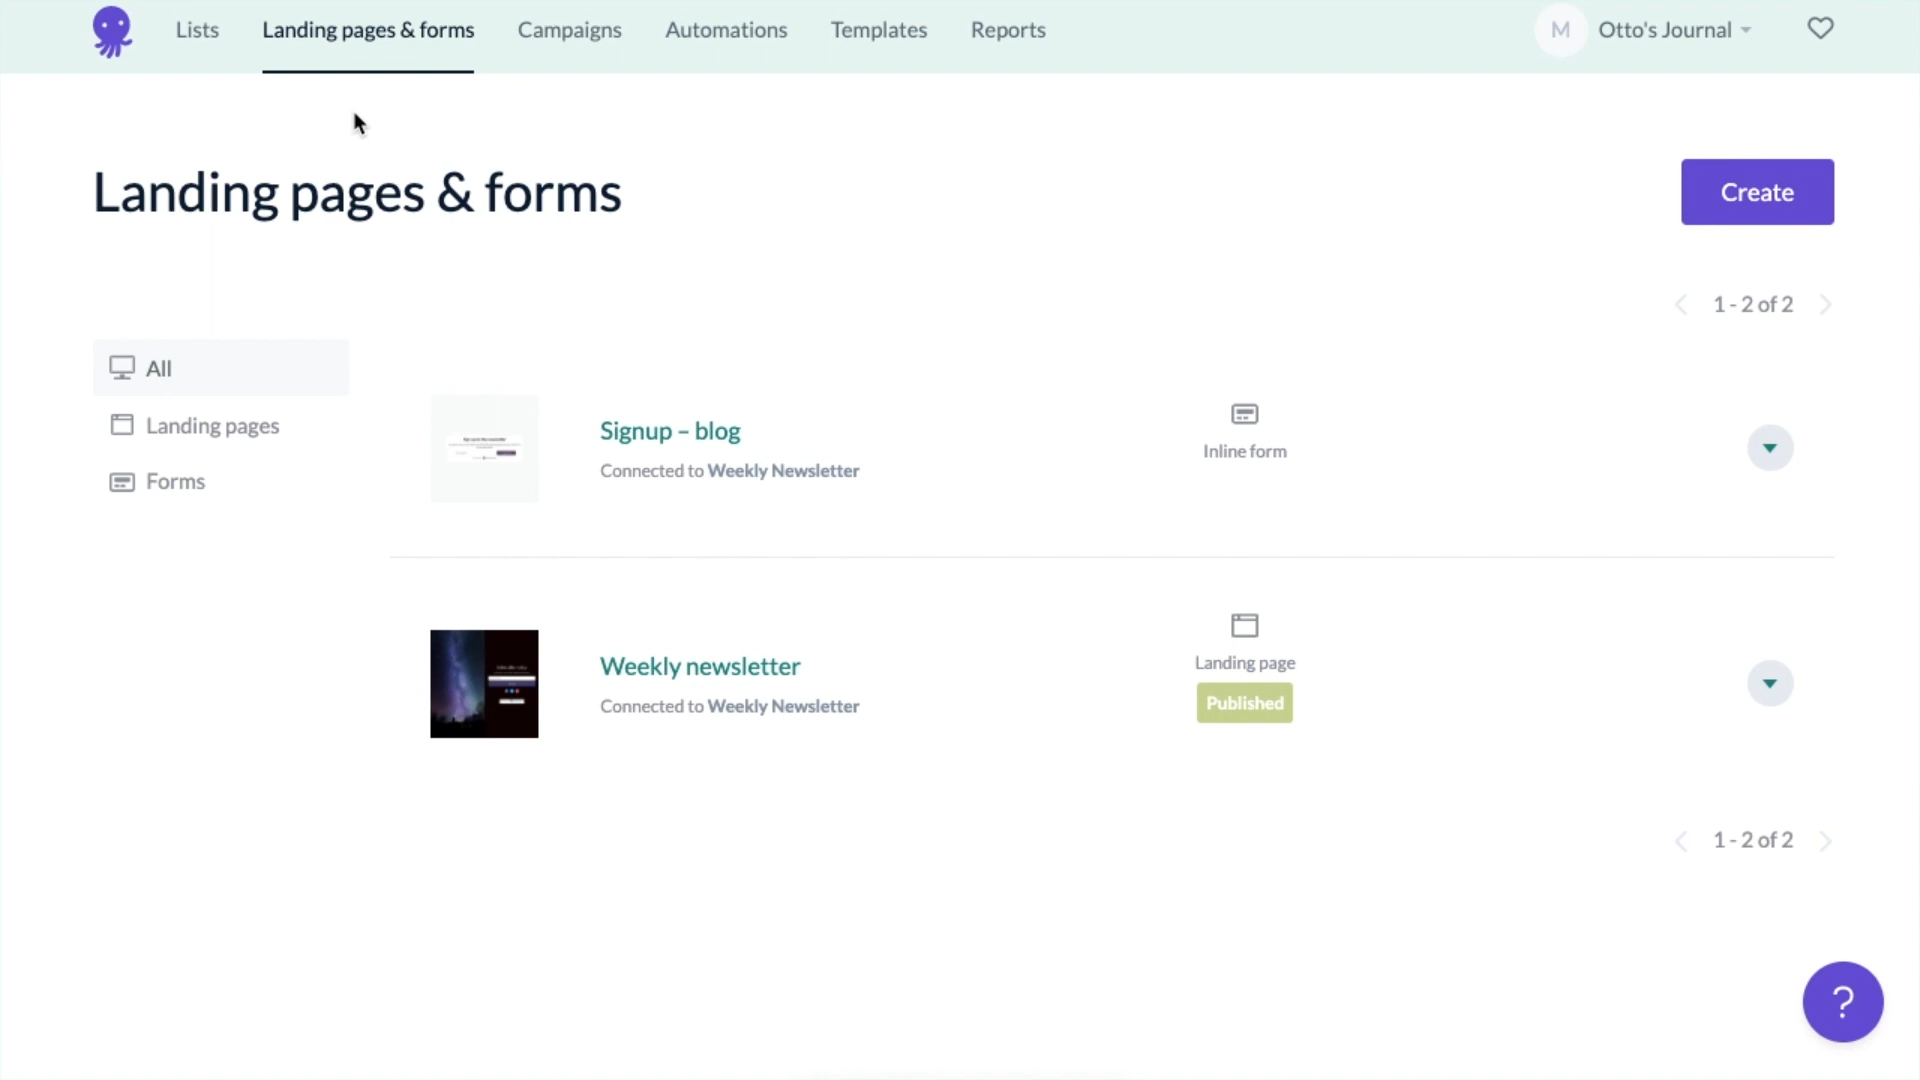 Lists
Landing pages & forms
Campaigns
Automations
Templates
Reports
M
Otto's Journal
Landing pages & forms
Create
1 - 2 of 2
All
Landing pages
Forms
Signup – blog
Connected to Weekly Newsletter
Inline form
Weekly newsletter
Connected to Weekly Newsletter
Landing page
Published
1 - 2 of 2
?